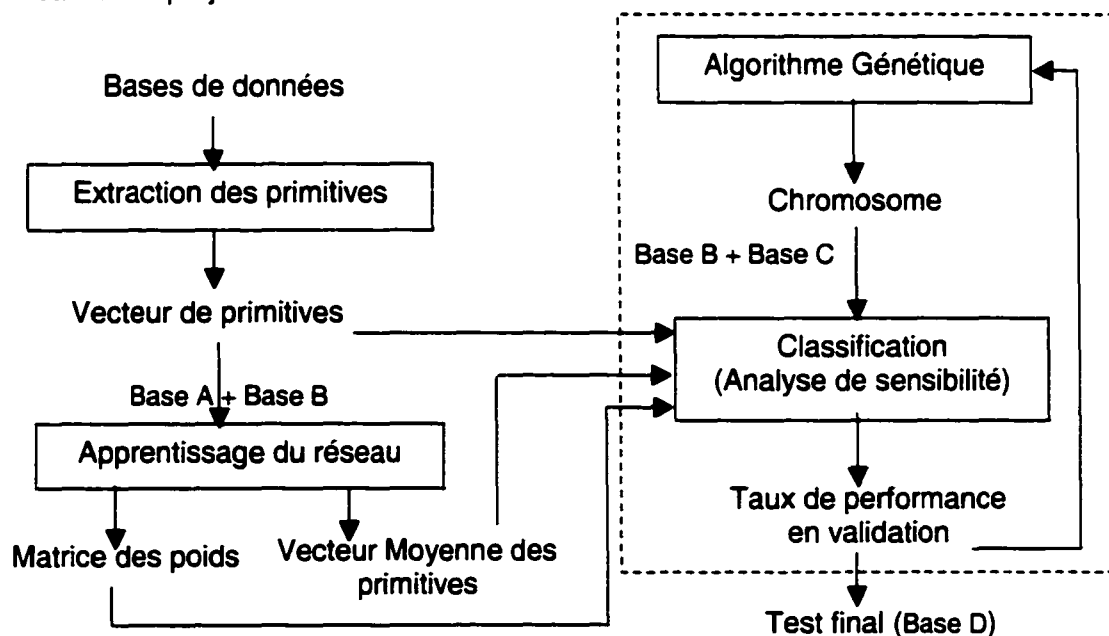 Bases de données
Extraction des primitives
Vecteur de primitives
Base A + Base B
Apprentissage du réseau
Matrice des poids
Vecteur Moyenne des
primitives
Algorithme Génétique
Chromosome
Base B + Base C
Classification
(Analyse de sensibilité)
Taux de performance
en validation
Test final (Base D)